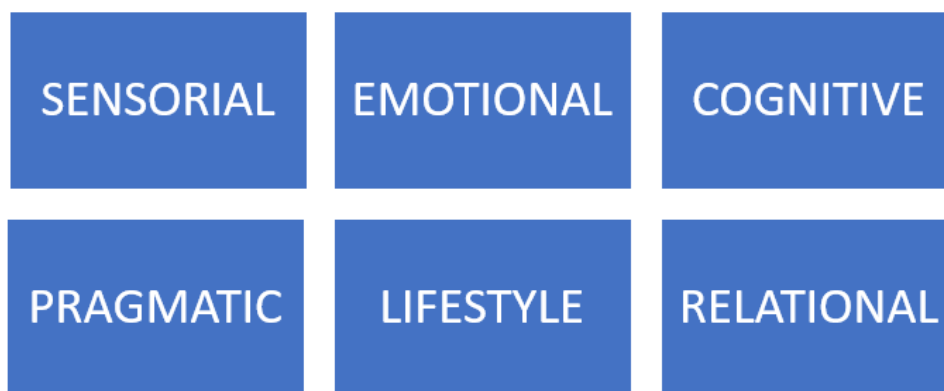 SENSORIAL EMOTIONAL COGNITIVE
PRAGMATIC LIFESTYLE RELATIONAL